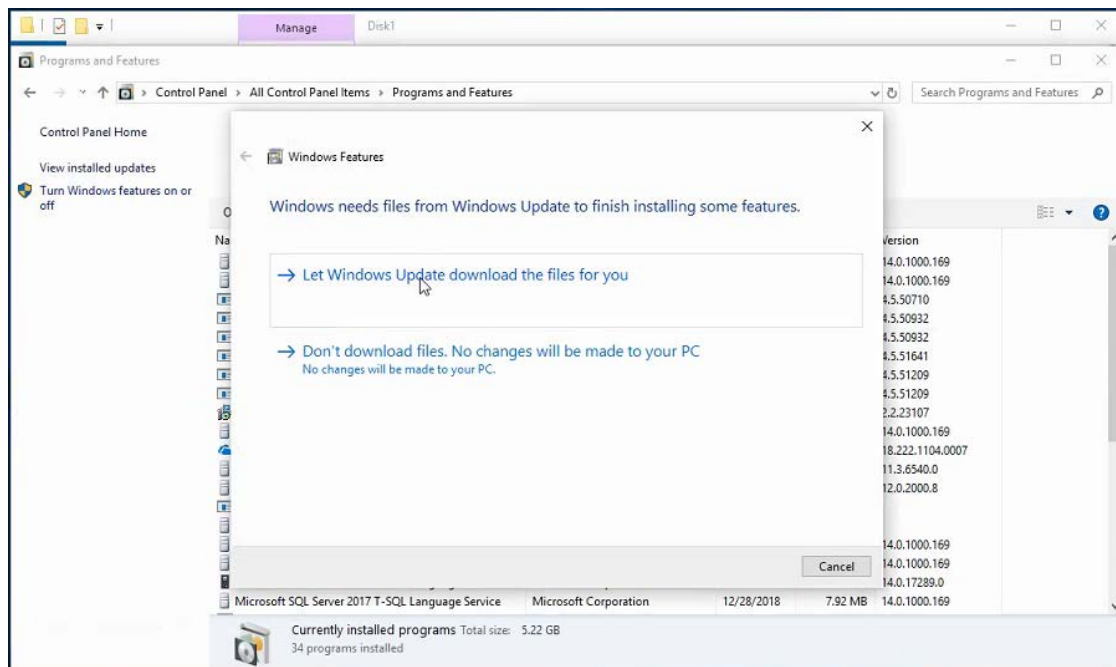 Manage
Disk1
Programs and Features
Control Panel > All Control Panel Items > Programs and Features
Search Programs and Features
Control Panel Home
View installed updates
Turn Windows features on or
off
Windows Features
Windows needs files from Windows Update to finish installing some features.
Let Windows Update download the files for you
Don't download files. No changes will be made to your PC
No changes will be made to your PC.
Cancel
O
Na
Version
14.0.1000.169
14.0.1000.169
4.5.50710
4.5.50932
4.5.50932
4.5.51641
4.5.51209
4.5.51209
2.2.23107
14.0.1000.169
18.222.1104.0007
11.3.6540.0
12.0.2000.8
14.0.1000.169
14.0.1000.169
14.0.17289.0
Microsoft SQL Server 2017 T-SQL Language Service Microsoft Corporation 12/28/2018 7.92 MB 14.0.1000.169
Currently installed programs Total size: 5.22 GB
34 programs installed